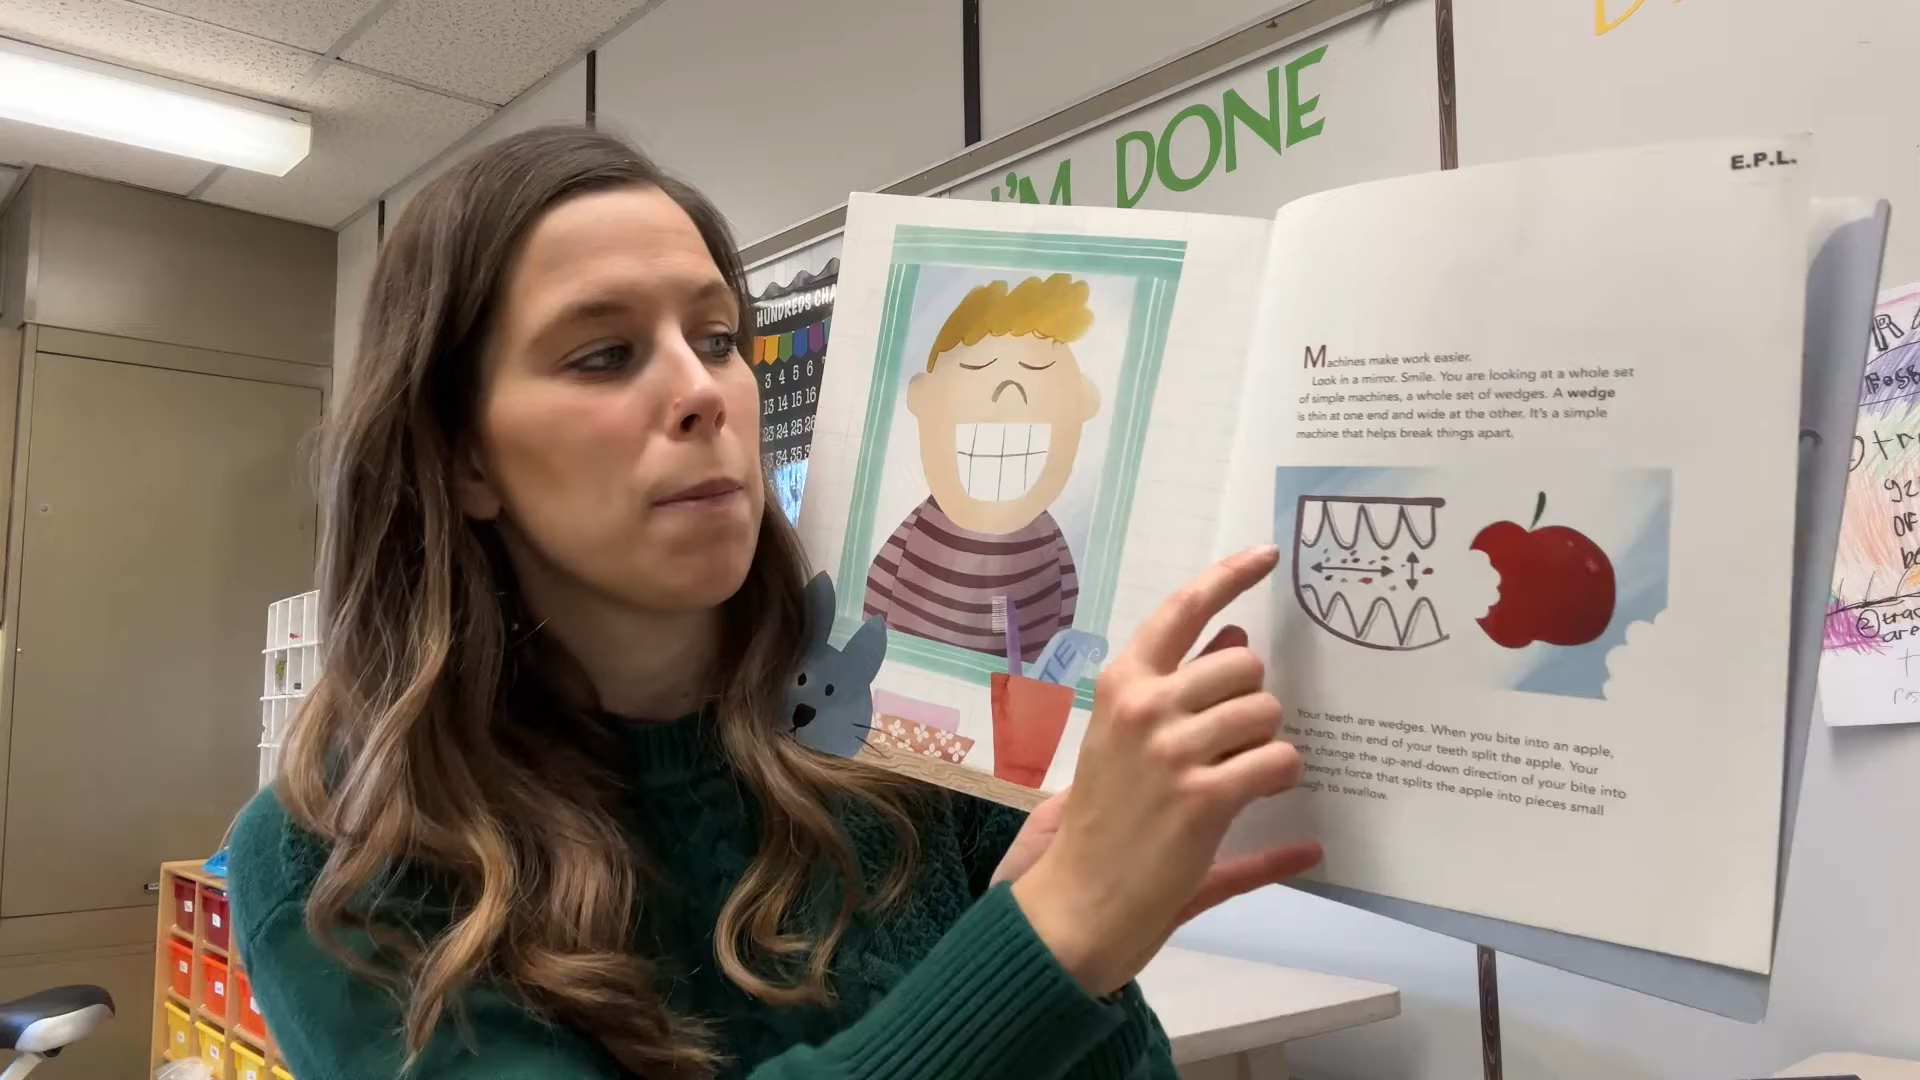 I'M DONE
E.P.L.
HUNDREDS CHA
3 4 5 6
13 14 15 16
23 24 25 26
33 34 35 36
Machines make work easier.
Look in a mirror. Smile. You are looking at a whole set
of simple machines, a whole set of wedges. A wedge
is thin at one end and wide at the other. It's a simple
machine that helps break things apart.
Your teeth are wedges. When you bite into an apple,
the sharp, thin end of your teeth split the apple. Your
change the up-and-down direction of your bite into
force that splits the apple into pieces small
to swallow.